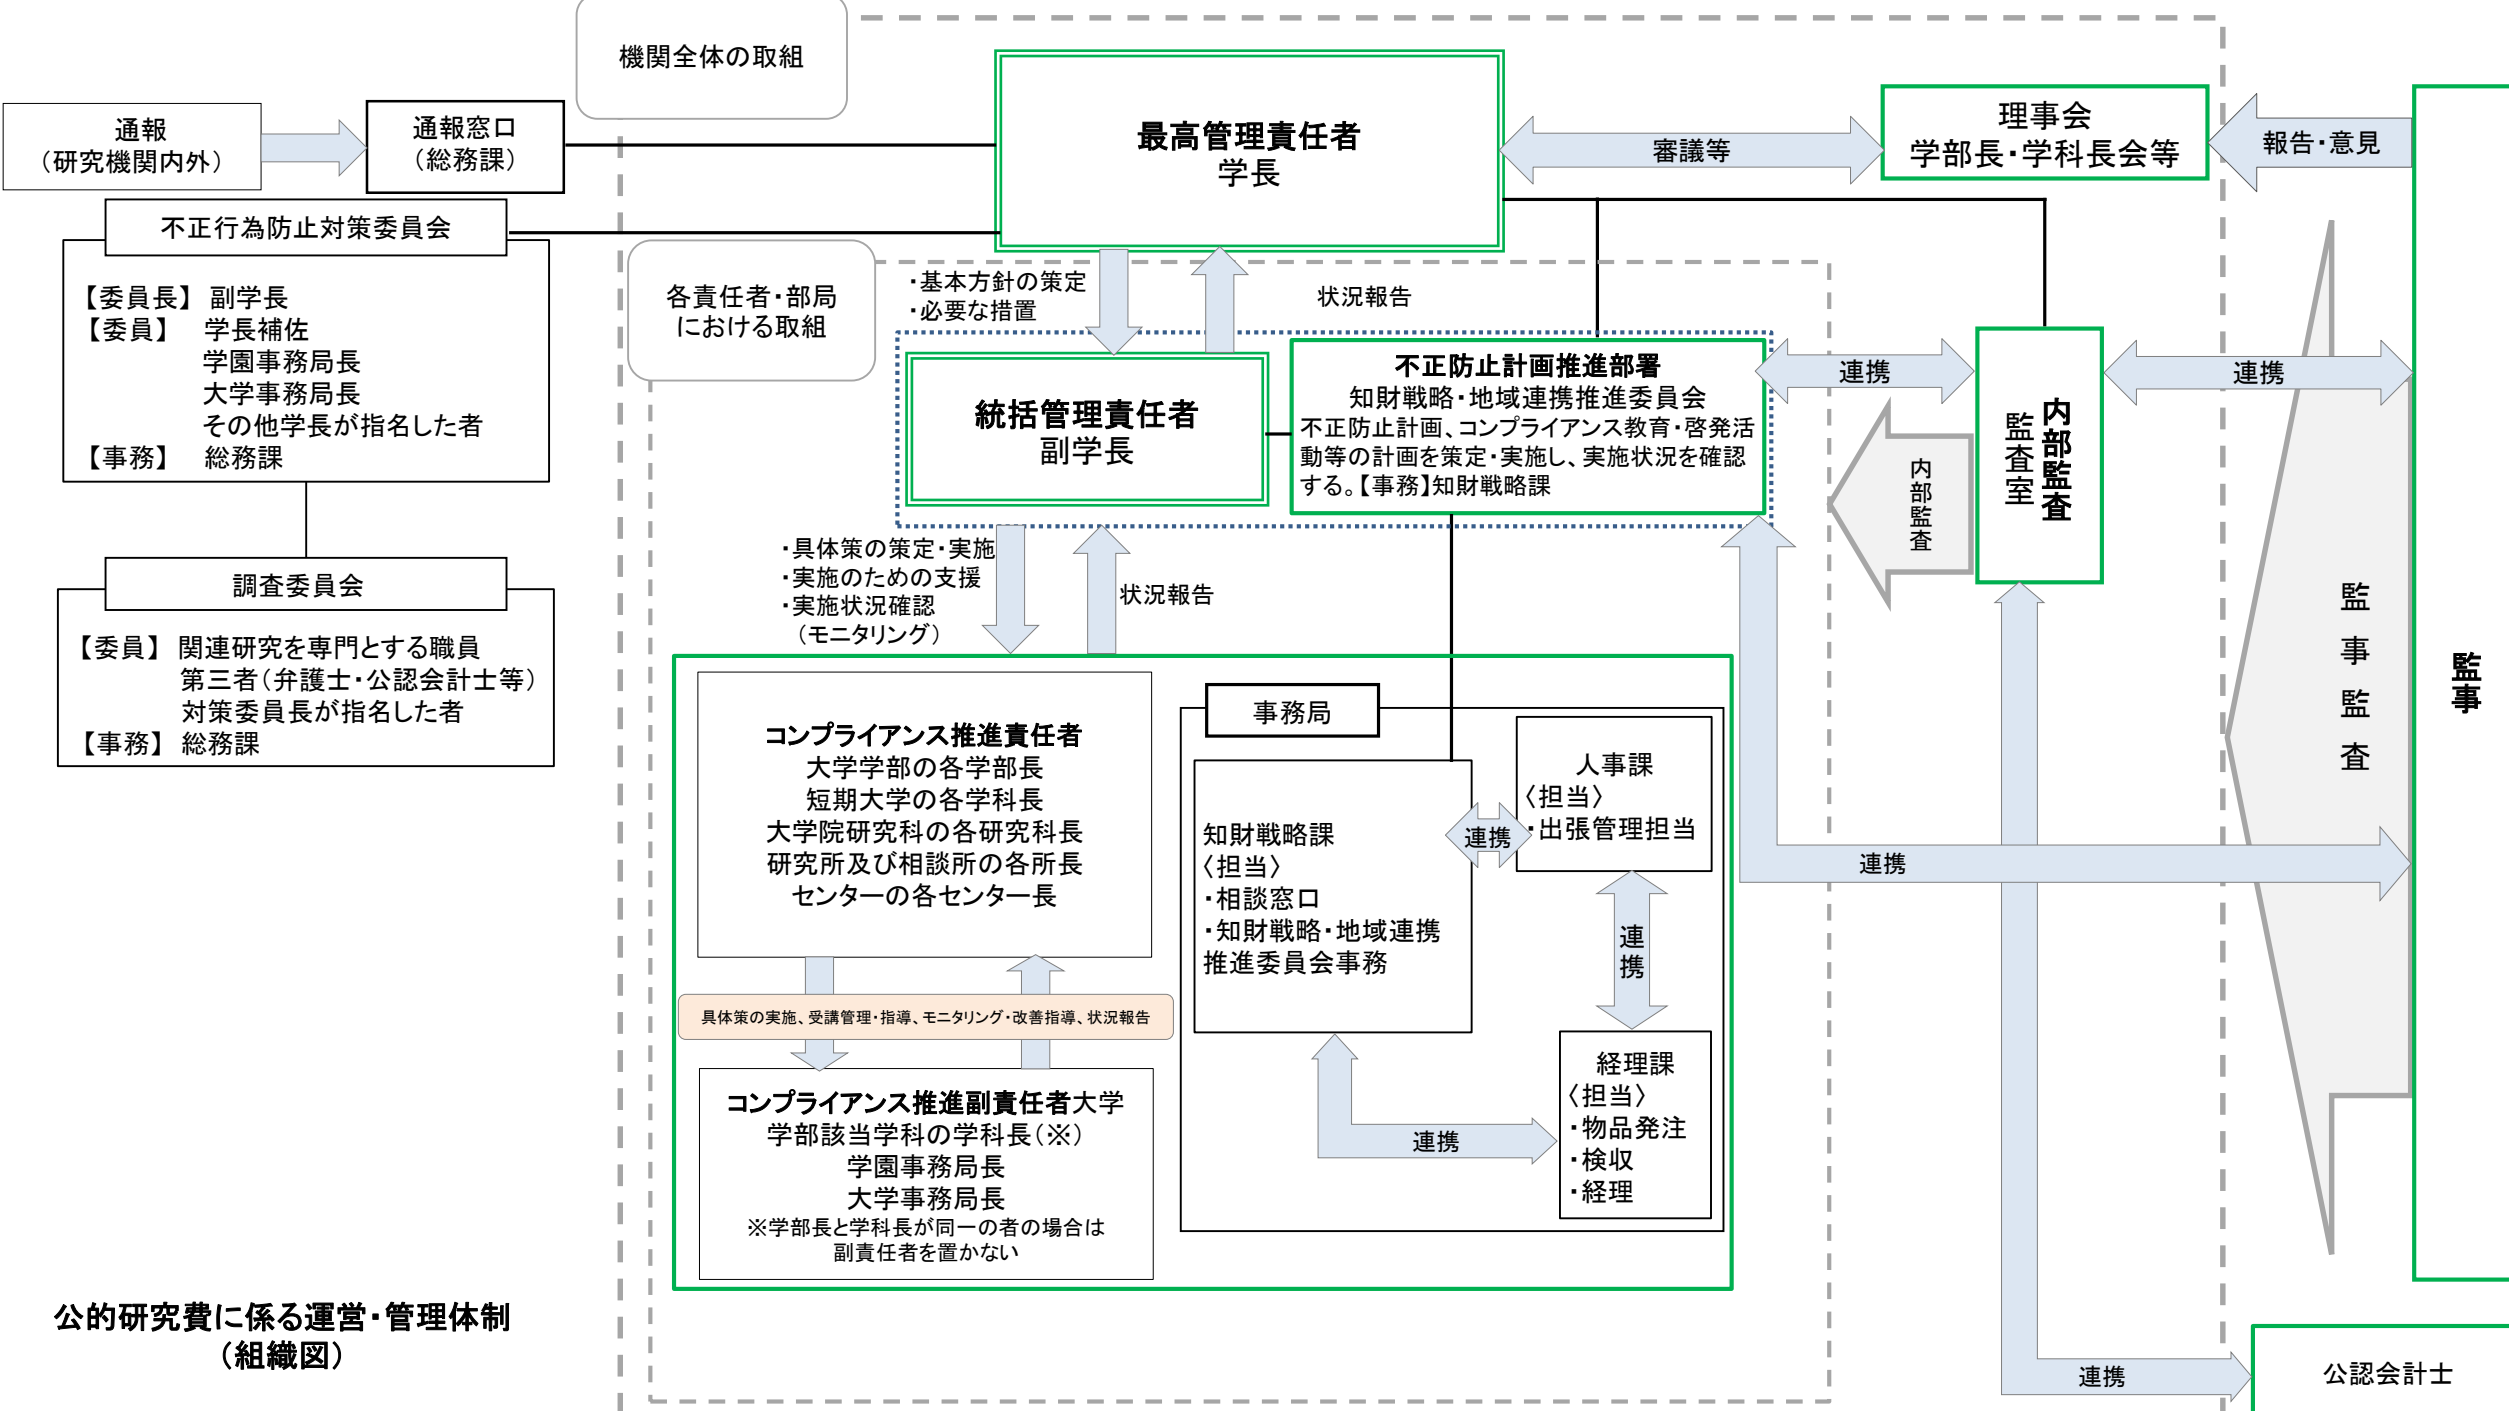 機関全体の取組
通報
（研究機関内外）
通報窓口
（総務課）
最高管理責任者
学長
審議等
理事会
学部長・学科長会等
報告・意見
不正行為防止対策委員会
【委員長】 副学長
【委員】 学長補佐
学園事務局長
大学事務局長
その他学長が指名した者
【事務】 総務課
各責任者・部局
における取組
・基本方針の策定
・必要な措置
状況報告
統括管理責任者
副学長
不正防止計画推進部署
知財戦略・地域連携推進委員会
不正防止計画、コンプライアンス教育・啓発活
動等の計画を策定・実施し、実施状況を確認
する。【事務】知財戦略課
連携
内部監査
監査室
連携
内部監査
監事監査
監事
調査委員会
【委員】 関連研究を専門とする職員
第三者（弁護士・公認会計士等）
対策委員長が指名した者
【事務】 総務課
・具体策の策定・実施
・実施のための支援
・実施状況確認
（モニタリング）
状況報告
コンプライアンス推進責任者
大学学部の各学部長
短期大学の各学科長
大学院研究科の各研究科長
研究所及び相談所の各所長
センターの各センター長
具体策の実施、受講管理・指導、モニタリング・改善指導、状況報告
コンプライアンス推進副責任者大学
学部該当学科の学科長（※）
学園事務局長
大学事務局長
※学部長と学科長が同一の者の場合は
副責任者を置かない
事務局
知財戦略課
〈担当〉
・相談窓口
・知財戦略・地域連携
推進委員会事務
連携
人事課
〈担当〉
・出張管理担当
連携
連携
経理課
〈担当〉
・物品発注
・検収
・経理
連携
連携
公認会計士
公的研究費に係る運営・管理体制
（組織図）